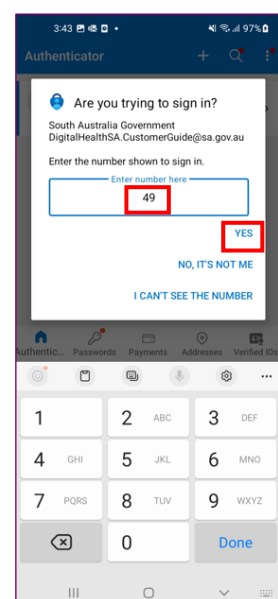 3:43
97%
Authenticator
Are you trying to sign in?
South Australia Government
DigitalHealthSA.CustomerGuide@sa.gov.au
Enter the number shown to sign in.
Enter number here
49
YES
NO, IT'S NOT ME
I CAN'T SEE THE NUMBER
Authentic... Passwords Payments Addresses Verified IDs
1
2 ABC
3 DEF
4 GHI
5 JKL
6 MNO
7 PQRS
8 TUV
9 WXYZ
0
Done